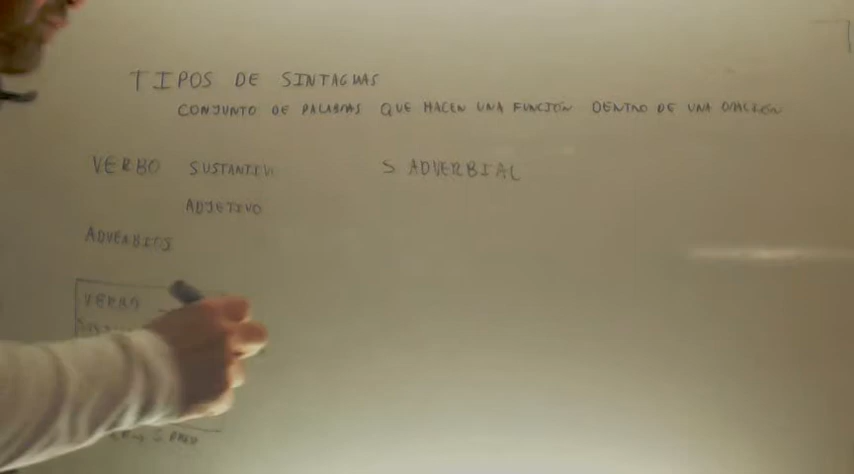 TIPOS DE SINTAGMAS
CONJUNTO DE PALABRAS QUE HACEN UNA FUNCIÓN DENTRO DE UNA ORACIÓN
VERBO SUSTANTIVO S ADVERBIAL
ADJETIVO
ADVERBIOS
VERBO